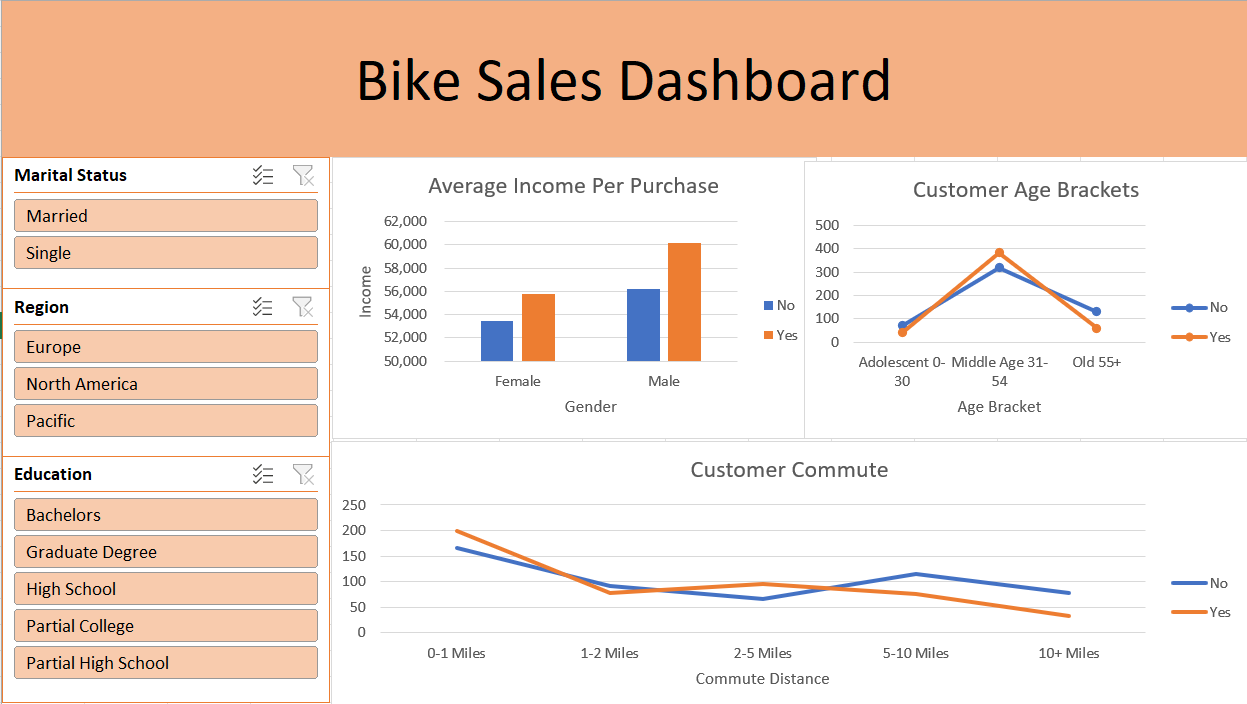 Bike Sales Dashboard
Marital Status
Married
Single
Region
Europe
North America
Pacific
Education
Bachelors
Graduate Degree
High School
Partial College
Partial High School
Average Income Per Purchase
62,000
60,000
58,000
56,000
54,000
52,000
50,000
Income
Female Male
Gender
No
Yes
Customer Age Brackets
500
400
300
200
100
0
Adolescent 0- Middle Age 31- Old 55+
30 54
Age Bracket
No
Yes
Customer Commute
250
200
150
100
50
0
0-1 Miles 1-2 Miles 2-5 Miles 5-10 Miles 10+ Miles
Commute Distance
No
Yes